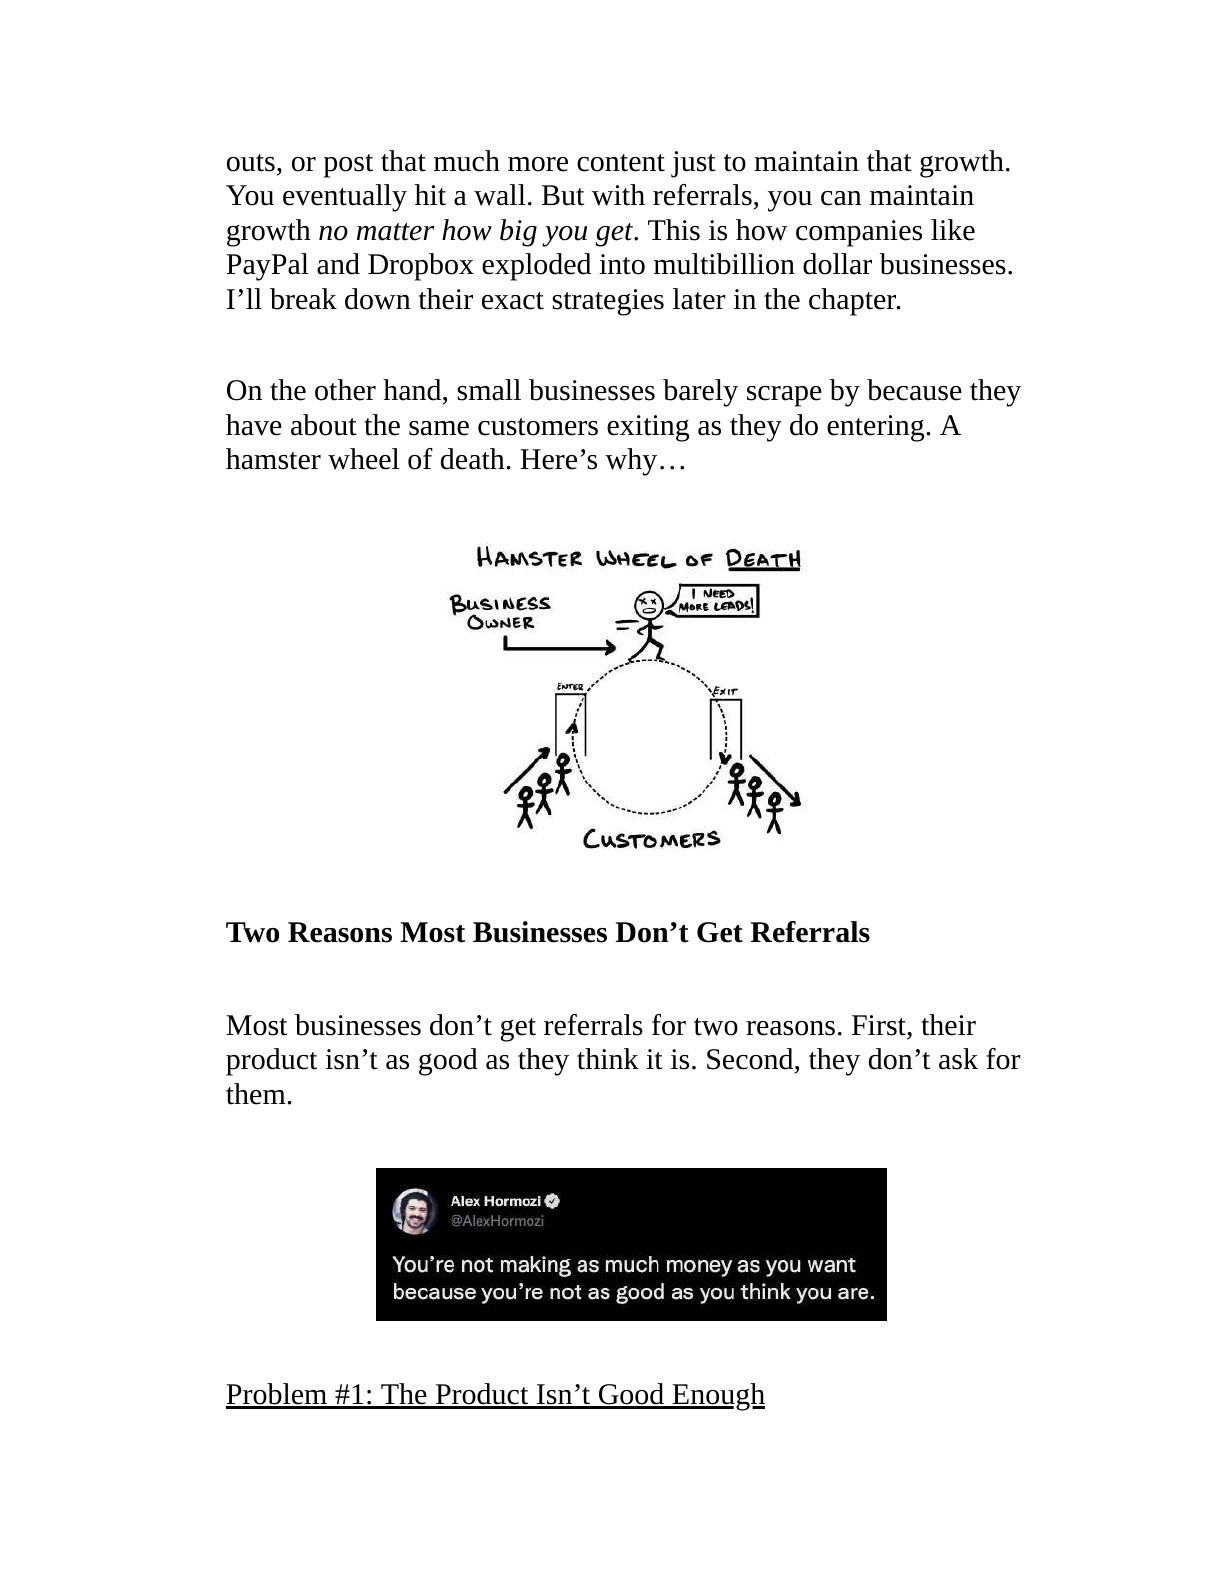 outs, or post that much more content just to maintain that growth.
You eventually hit a wall. But with referrals, you can maintain
growth no matter how big you get. This is how companies like
PayPal and Dropbox exploded into multibillion dollar businesses.
I’ll break down their exact strategies later in the chapter.
On the other hand, small businesses barely scrape by because they
have about the same customers exiting as they do entering. A
hamster wheel of death. Here’s why…
HAMSTER WHEEL OF DEATH
I NEED
MORE LEADS!
BUSINESS
OWNER
ENTER
EXIT
CUSTOMERS
Two Reasons Most Businesses Don’t Get Referrals
Most businesses don’t get referrals for two reasons. First, their
product isn’t as good as they think it is. Second, they don’t ask for
them.
Alex Hormozi
@AlexHormozi
You’re not making as much money as you want
because you’re not as good as you think you are.
Problem #1: The Product Isn’t Good Enough